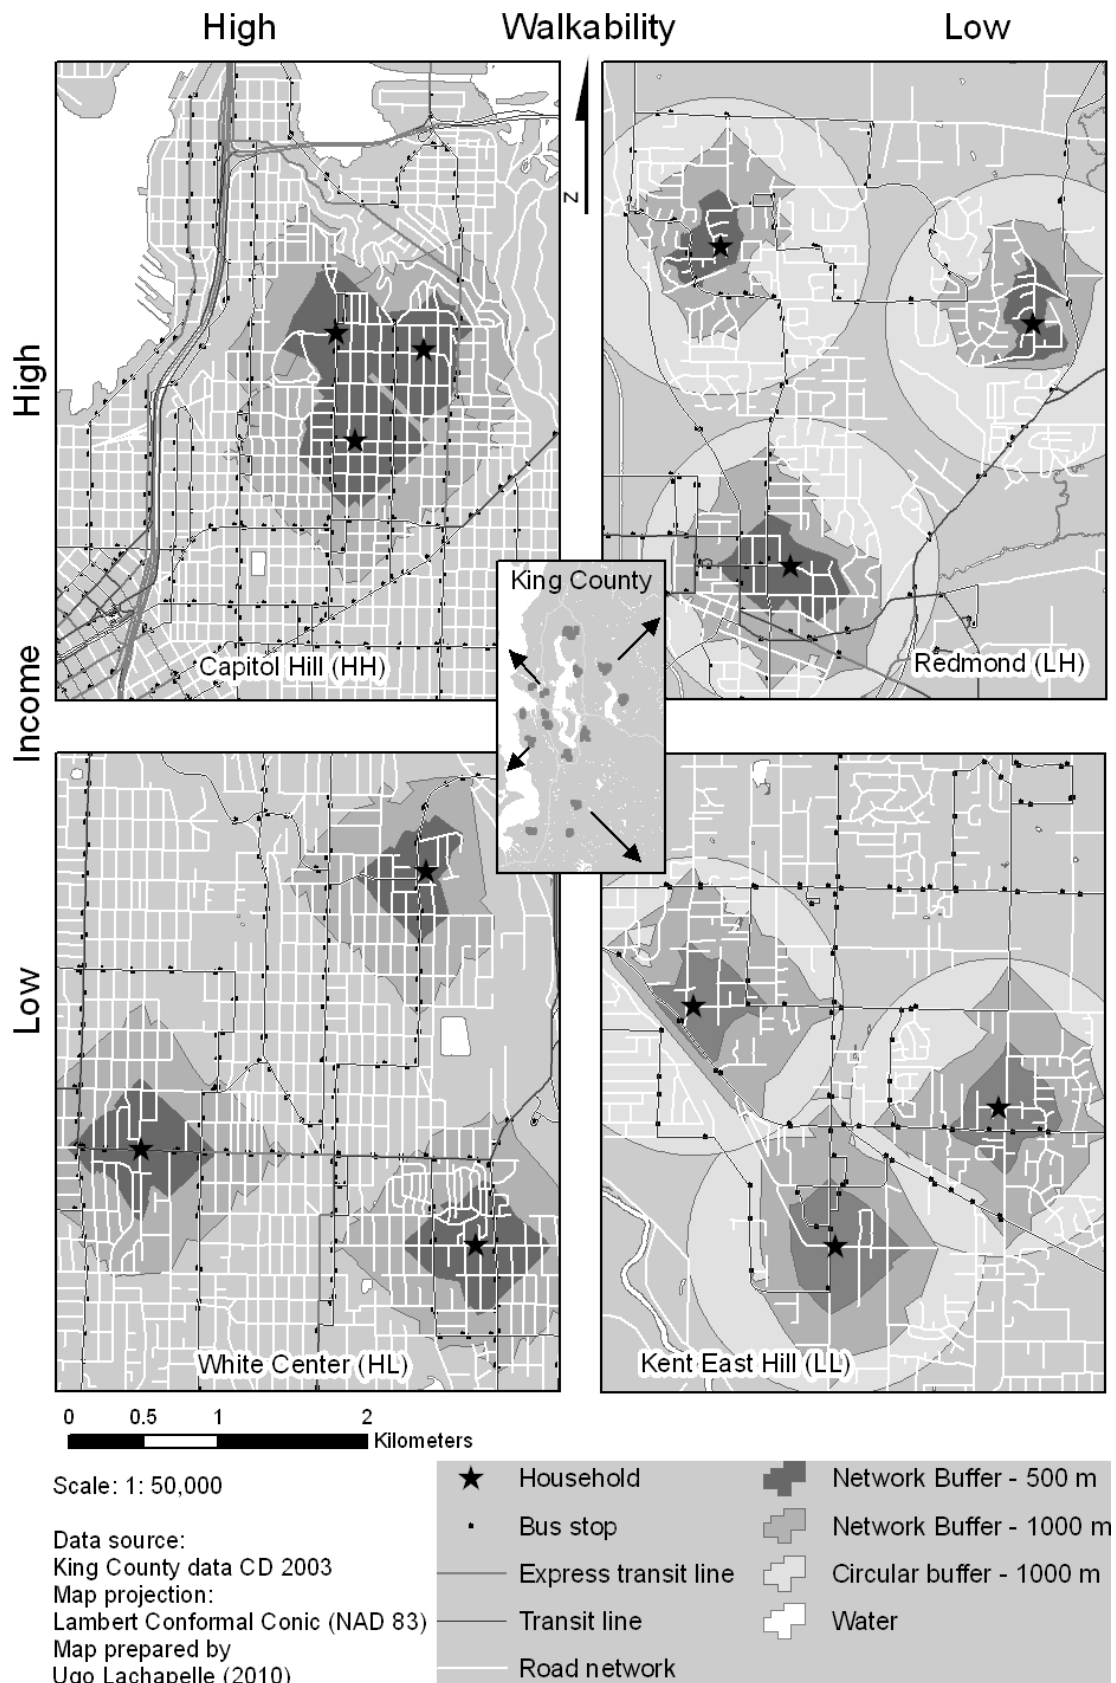 High Walkability Low
z
High
Income
Low
King County
Capitol Hill (HH)
Redmond (LH)
White Center (HL)
Kent East Hill (LL)
0 0.5 1 2
Kilometers
Scale: 1: 50,000
Data source:
King County data CD 2003
Map projection:
Lambert Conformal Conic (NAD 83)
Map prepared by
Ugo Lachapelle (2010)
Household
Bus stop
Express transit line
Transit line
Road network
Network Buffer - 500 m
Network Buffer - 1000 m
Circular buffer - 1000 m
Water